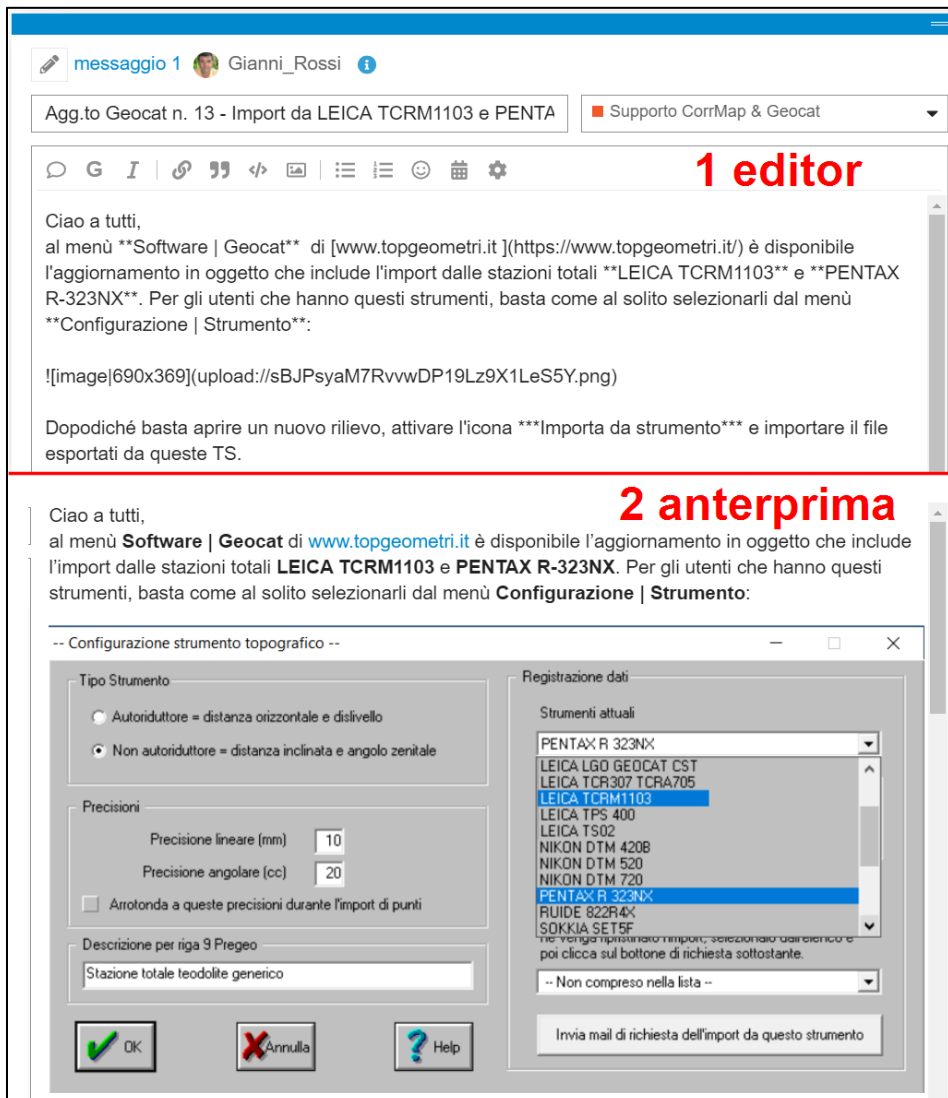 messaggio 1 Gianni_Rossi
Agg.to Geocat n. 13 - Import da LEICA TCRM1103 e PENTA
Supporto CorrMap & Geocat
G I
1 editor
Ciao a tutti,
al menù **Software | Geocat** di [www.topgeometri.it ](https://www.topgeometri.it/) è disponibile
l'aggiornamento in oggetto che include l'import dalle stazioni totali **LEICA TCRM1103** e **PENTAX
R-323NX**. Per gli utenti che hanno questi strumenti, basta come al solito selezionarli dal menù
**Configurazione | Strumento**:
![image|690x369](upload://sBJPsyaM7RvvwDP19Lz9X1LeS5Y.png)
Dopodiché basta aprire un nuovo rilievo, attivare l'icona ***Importa da strumento*** e importare il file
esportati da queste TS.
2 anterprima
Ciao a tutti,
al menù Software | Geocat di www.topgeometri.it è disponibile l’aggiornamento in oggetto che include
l’import dalle stazioni totali LEICA TCRM1103 e PENTAX R-323NX. Per gli utenti che hanno questi
strumenti, basta come al solito selezionarli dal menù Configurazione | Strumento:
-- Configurazione strumento topografico --
Tipo Strumento
Autoriduttore = distanza orizzontale e dislivello
Non autoriduttore = distanza inclinata e angolo zenitale
Precisioni
Precisione lineare (mm) 10
Precisione angolare (cc) 20
Arrotonda a queste precisioni durante l'import di punti
Descrizione per riga 9 Pregeo
Stazione totale teodolite generico
OK
Annulla
Help
Registrazione dati
Strumenti attuali
PENTAX R 323NX
LEICA LGO GEOCAT CST
LEICA TCR307 TCRA705
LEICA TCRM1103
LEICA TPS 400
LEICA TS02
NIKON DTM 420B
NIKON DTM 520
NIKON DTM 720
PENTAX R 323NX
RUIDE 822R4X
SOKKIA SET5F
ne venga ripristinato l'import, selezionalo dall'elenco e
poi clicca sul bottone di richiesta sottostante.
-- Non compreso nella lista --
Invia mail di richiesta dell'import da questo strumento